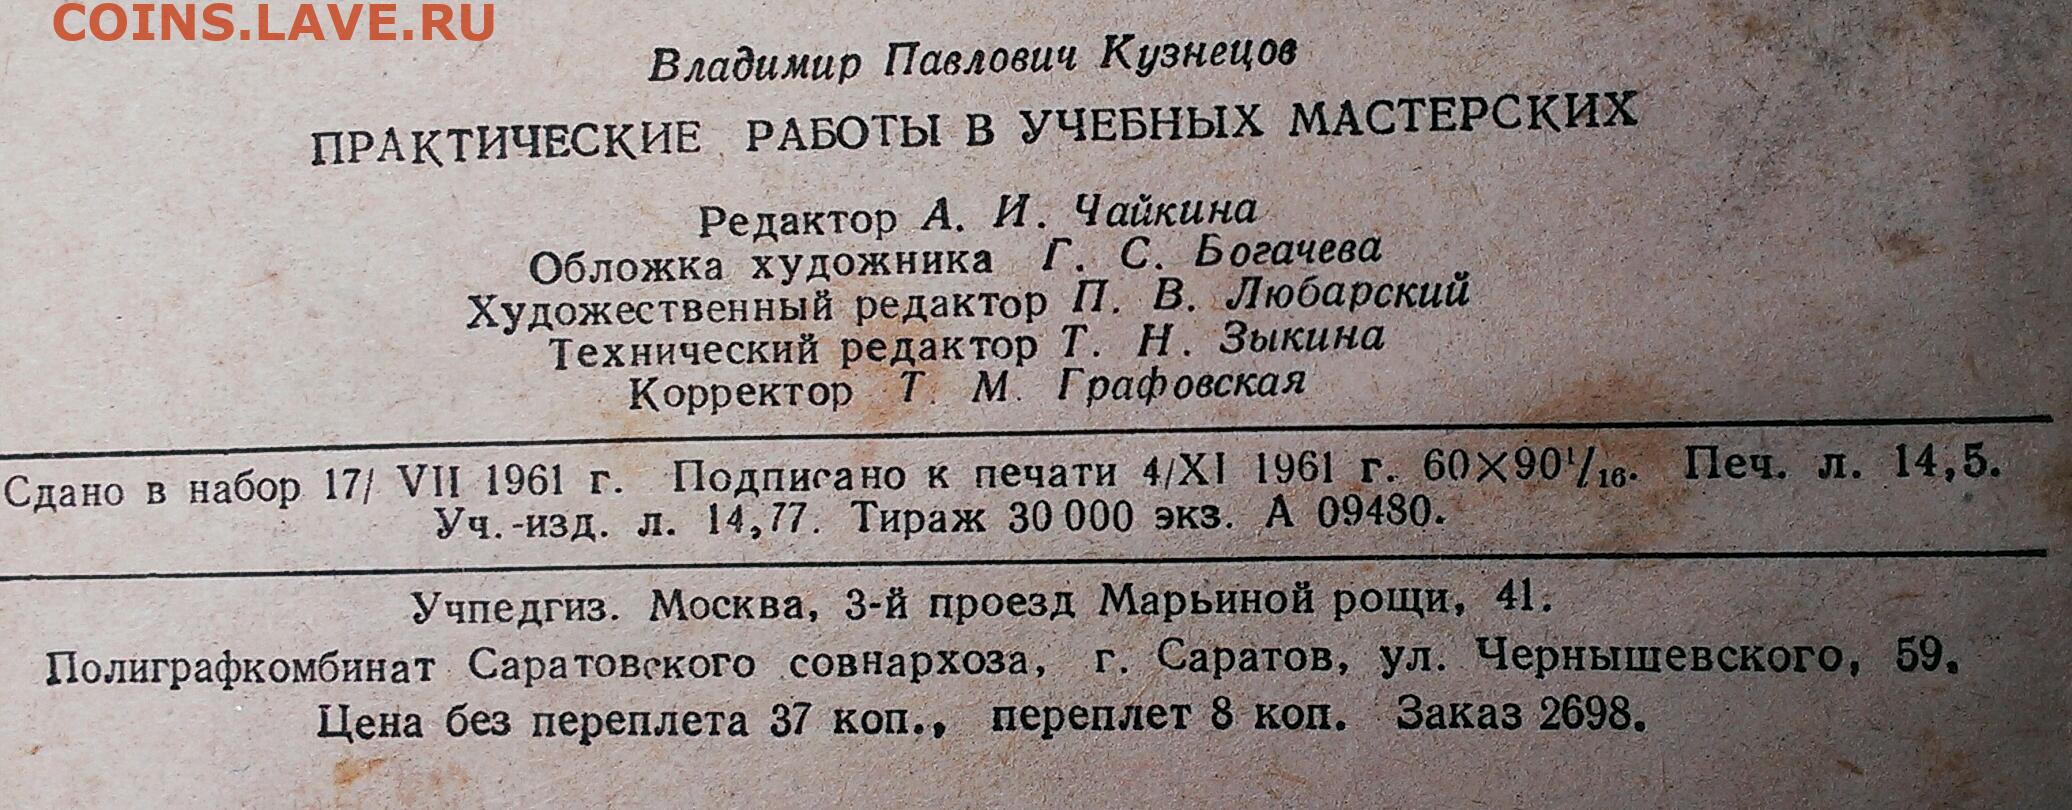 COINS.LAVE.RU
Владимир Павлович Кузнецов
ПРАКТИЧЕСКИЕ РАБОТЫ В УЧЕБНЫХ МАСТЕРСКИХ
Редактор А. И. Чайкина
Обложка художника Г. С. Богачева
Художественный редактор П. В. Любарский
Технический редактор Т. Н. Зыкина
Корректор Т. М. Графовская
Сдано в набор 17/ VII 1961 г. Подписано к печати 4/XI 1961 г. 60×90¹/₁₆. Печ. л. 14,5.
Уч.-изд. л. 14,77. Тираж 30 000 экз. А 09480.
Учпедгиз. Москва, 3-й проезд Марьиной рощи, 41.
Полиграфкомбинат Саратовского совнархоза, г. Саратов, ул. Чернышевского, 59.
Цена без переплета 37 коп., переплет 8 коп. Заказ 2698.